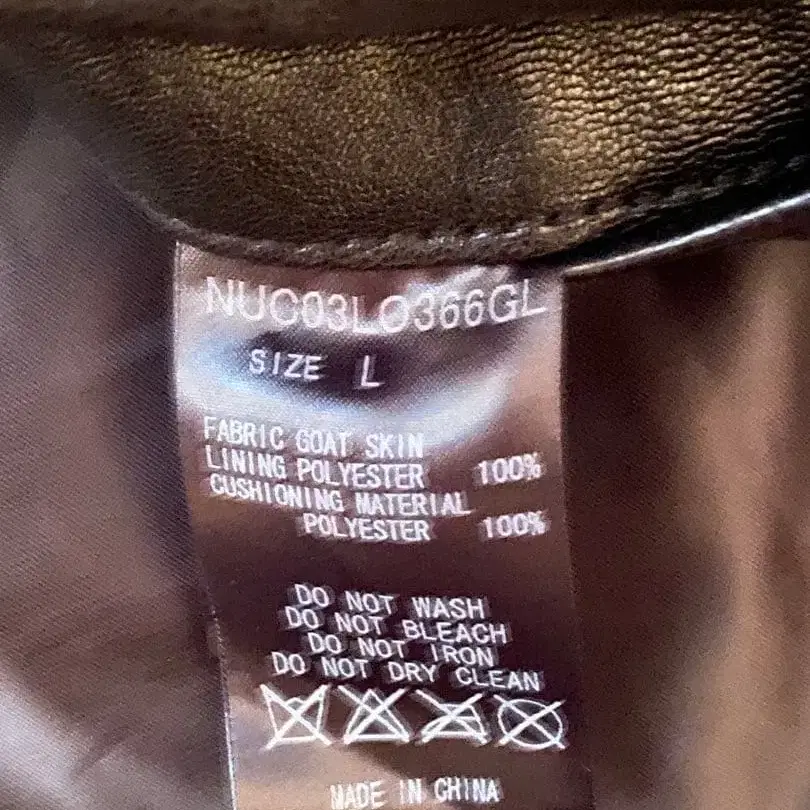 NUC03LO366GL
SIZE L
FABRIC GOAT SKIN
LINING POLYESTER 100%
CUSHIONING MATERIAL
POLYESTER 100%
DO NOT WASH
DO NOT BLEACH
DO NOT IRON
DO NOT DRY CLEAN
MADE IN CHINA